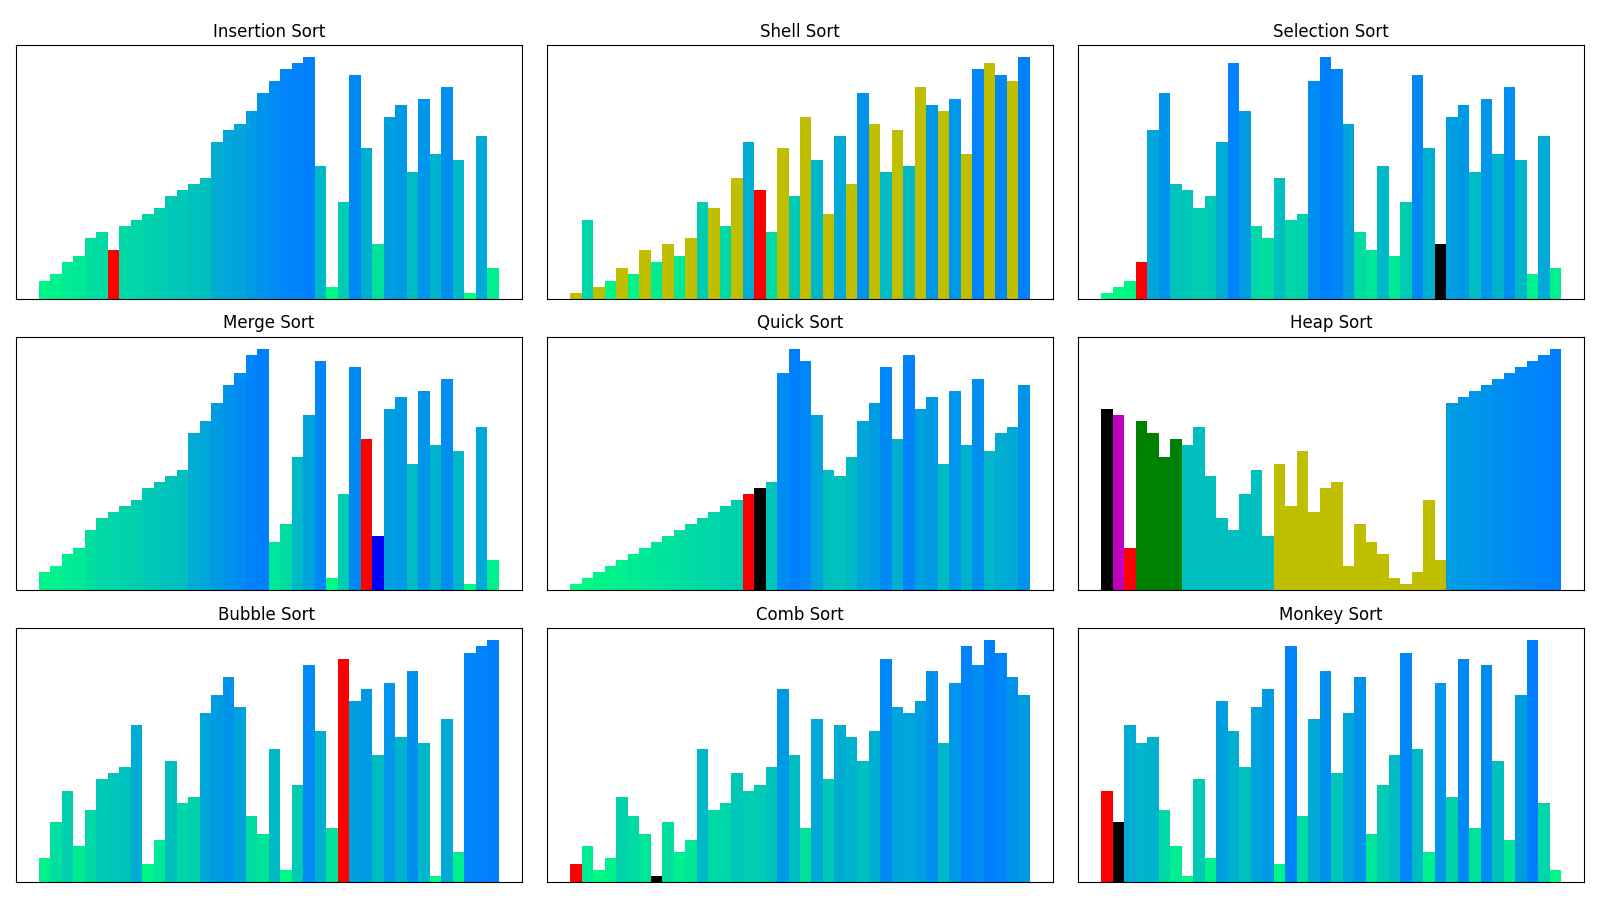 Insertion Sort
Shell Sort
Selection Sort
Merge Sort
Quick Sort
Heap Sort
Bubble Sort
Comb Sort
Monkey Sort